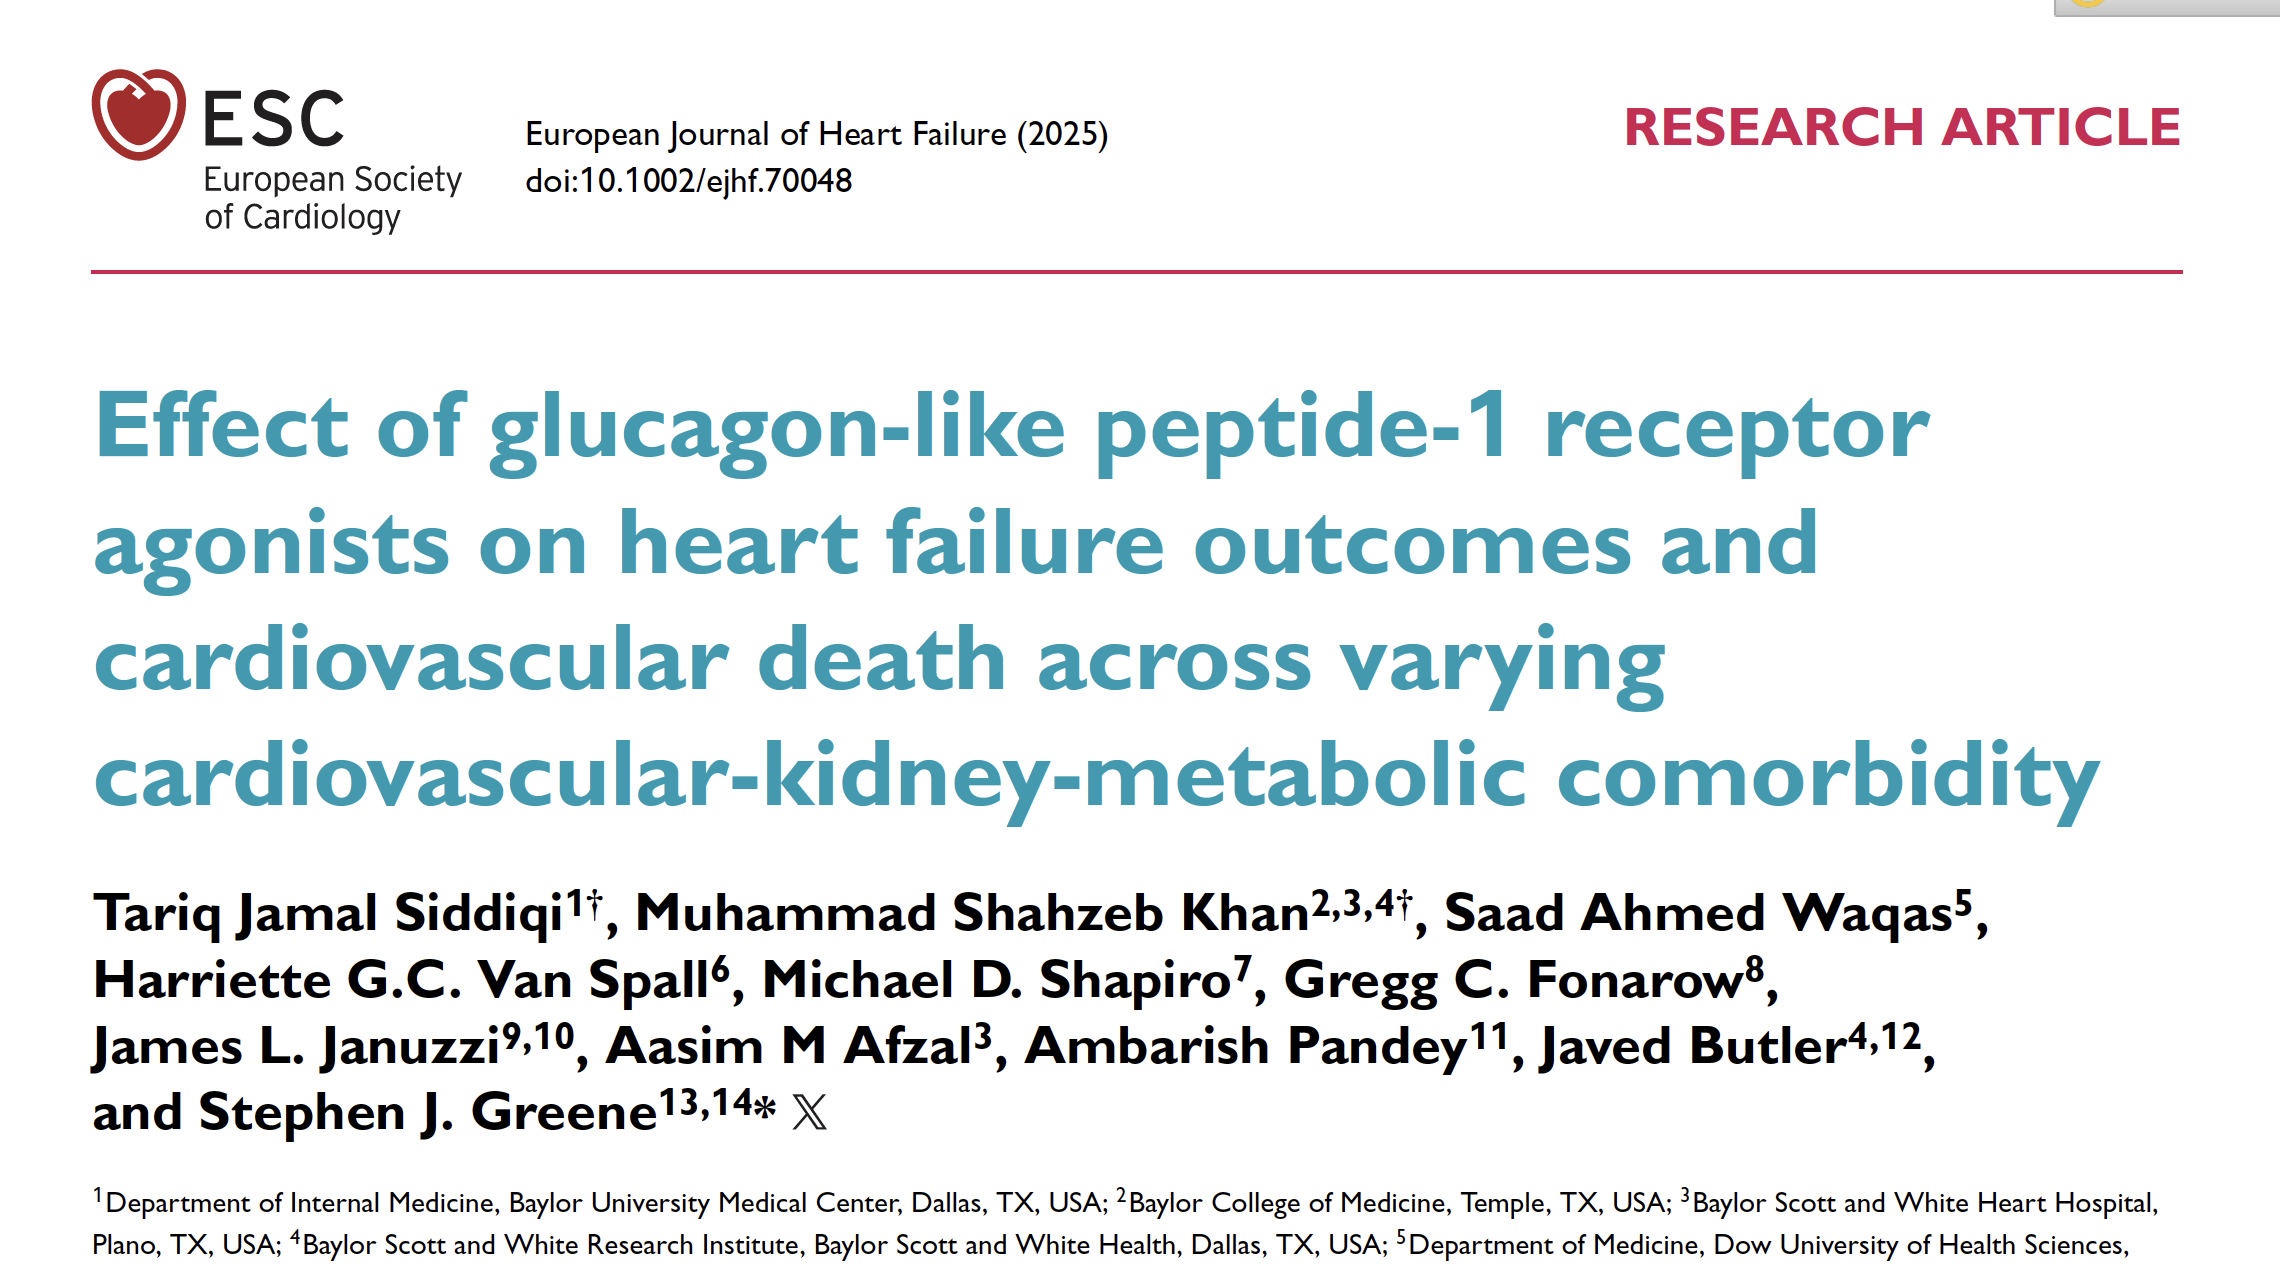 ESC
European Society
of Cardiology
European Journal of Heart Failure (2025)
doi:10.1002/ejhf.70048
RESEARCH ARTICLE
Effect of glucagon-like peptide-1 receptor
agonists on heart failure outcomes and
cardiovascular death across varying
cardiovascular-kidney-metabolic comorbidity
Tariq Jamal Siddiqi1†, Muhammad Shahzeb Khan2,3,4†, Saad Ahmed Waqas5,
Harriette G.C. Van Spall6, Michael D. Shapiro7, Gregg C. Fonarow8,
James L. Januzzi9,10, Aasim M Afzal3, Ambarish Pandey11, Javed Butler4,12,
and Stephen J. Greene13,14* 𝕏
1Department of Internal Medicine, Baylor University Medical Center, Dallas, TX, USA; 2Baylor College of Medicine, Temple, TX, USA; 3Baylor Scott and White Heart Hospital,
Plano, TX, USA; 4Baylor Scott and White Research Institute, Baylor Scott and White Health, Dallas, TX, USA; 5Department of Medicine, Dow University of Health Sciences,